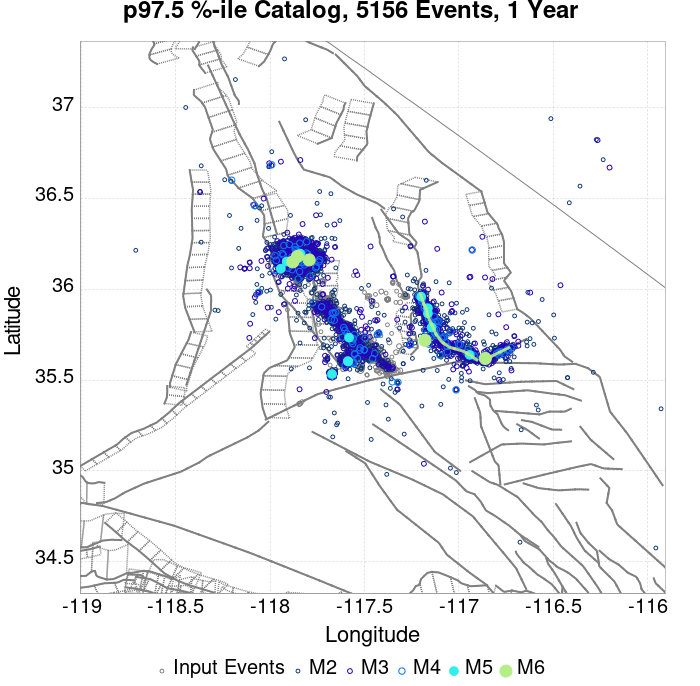 p97.5 %-ile Catalog, 5156 Events, 1 Year
37
36.5
36
35.5
35
34.5
Latitude
-119 -118.5 -118 -117.5 -117 -116.5 -116
Longitude
Input Events M2 M3 M4 M5 M6